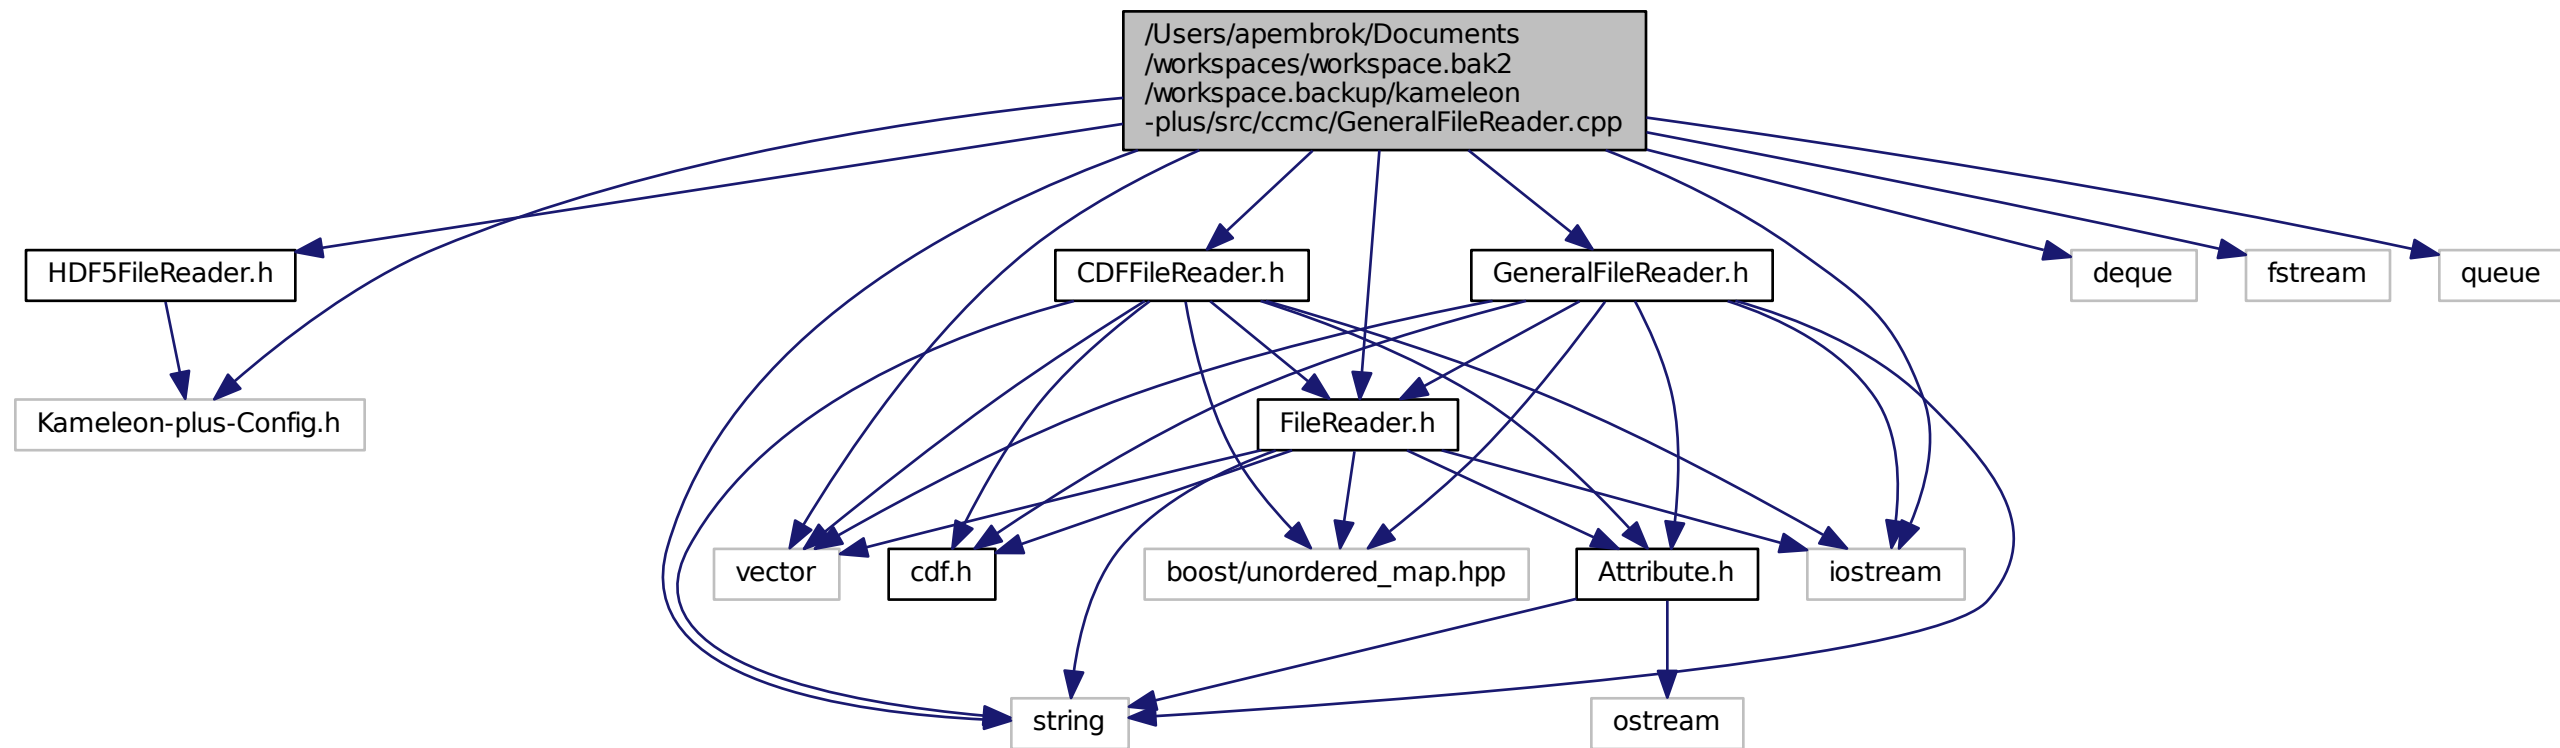 /Users/apembrok/Documents
/workspaces/workspace.bak2
/workspace.backup/kameleon
-plus/src/ccmc/GeneralFileReader.cpp
HDF5FileReader.h
CDFFileReader.h
GeneralFileReader.h
deque
fstream
queue
Kameleon-plus-Config.h
FileReader.h
vector
cdf.h
boost/unordered_map.hpp
Attribute.h
iostream
string
ostream